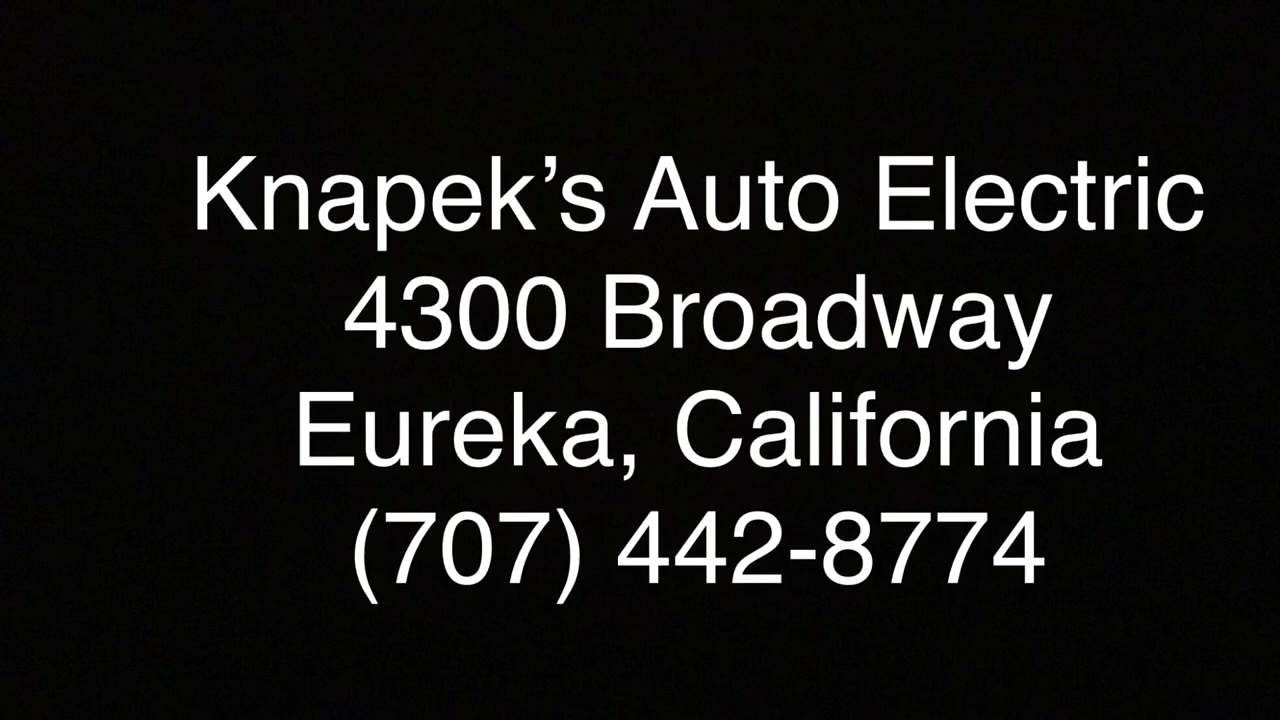 Knapek’s Auto Electric
4300 Broadway
Eureka, California
(707) 442-8774